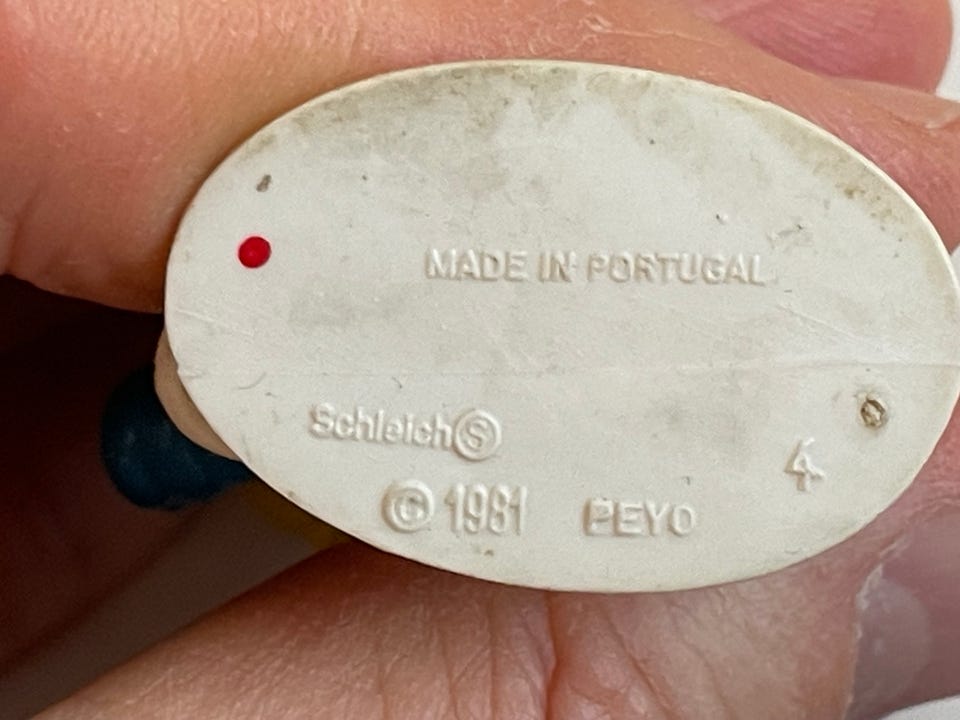 MADE IN PORTUGAL
Schleich Ⓢ
© 1981 PEYO
4